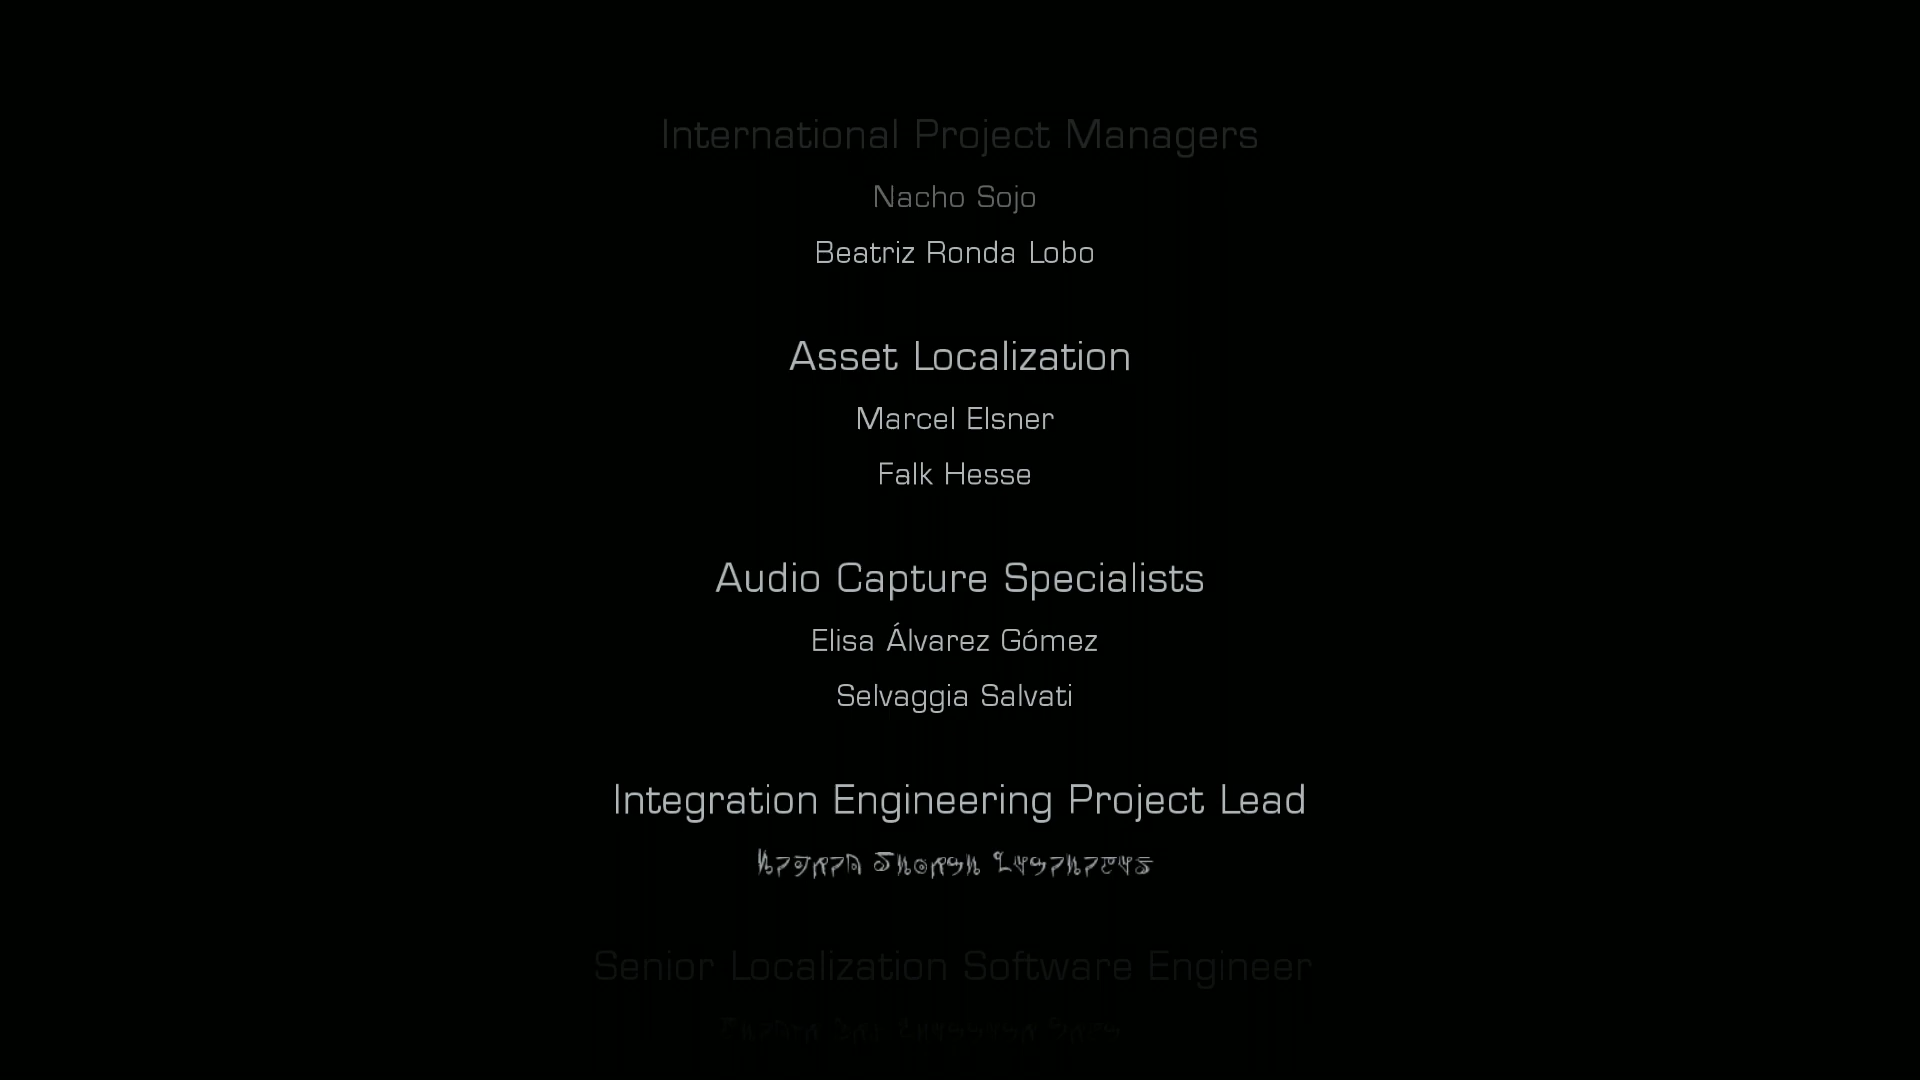 International Project Managers
Nacho Sojo
Beatriz Ronda Lobo
Asset Localization
Marcel Elsner
Falk Hesse
Audio Capture Specialists
Elisa Álvarez Gómez
Selvaggia Salvati
Integration Engineering Project Lead
Senior Localization Software Engineer